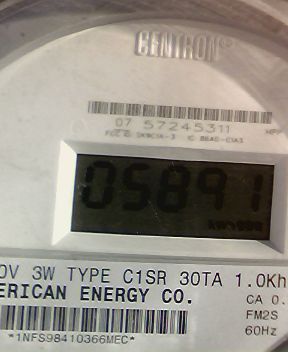 CENTRON®
07 57245311
05891
0V 3W TYPE C1SR 30TA 1.0Kh
ERICAN ENERGY CO.
CA 0.
FM2S
60Hz
*1NFS98410366MEC*